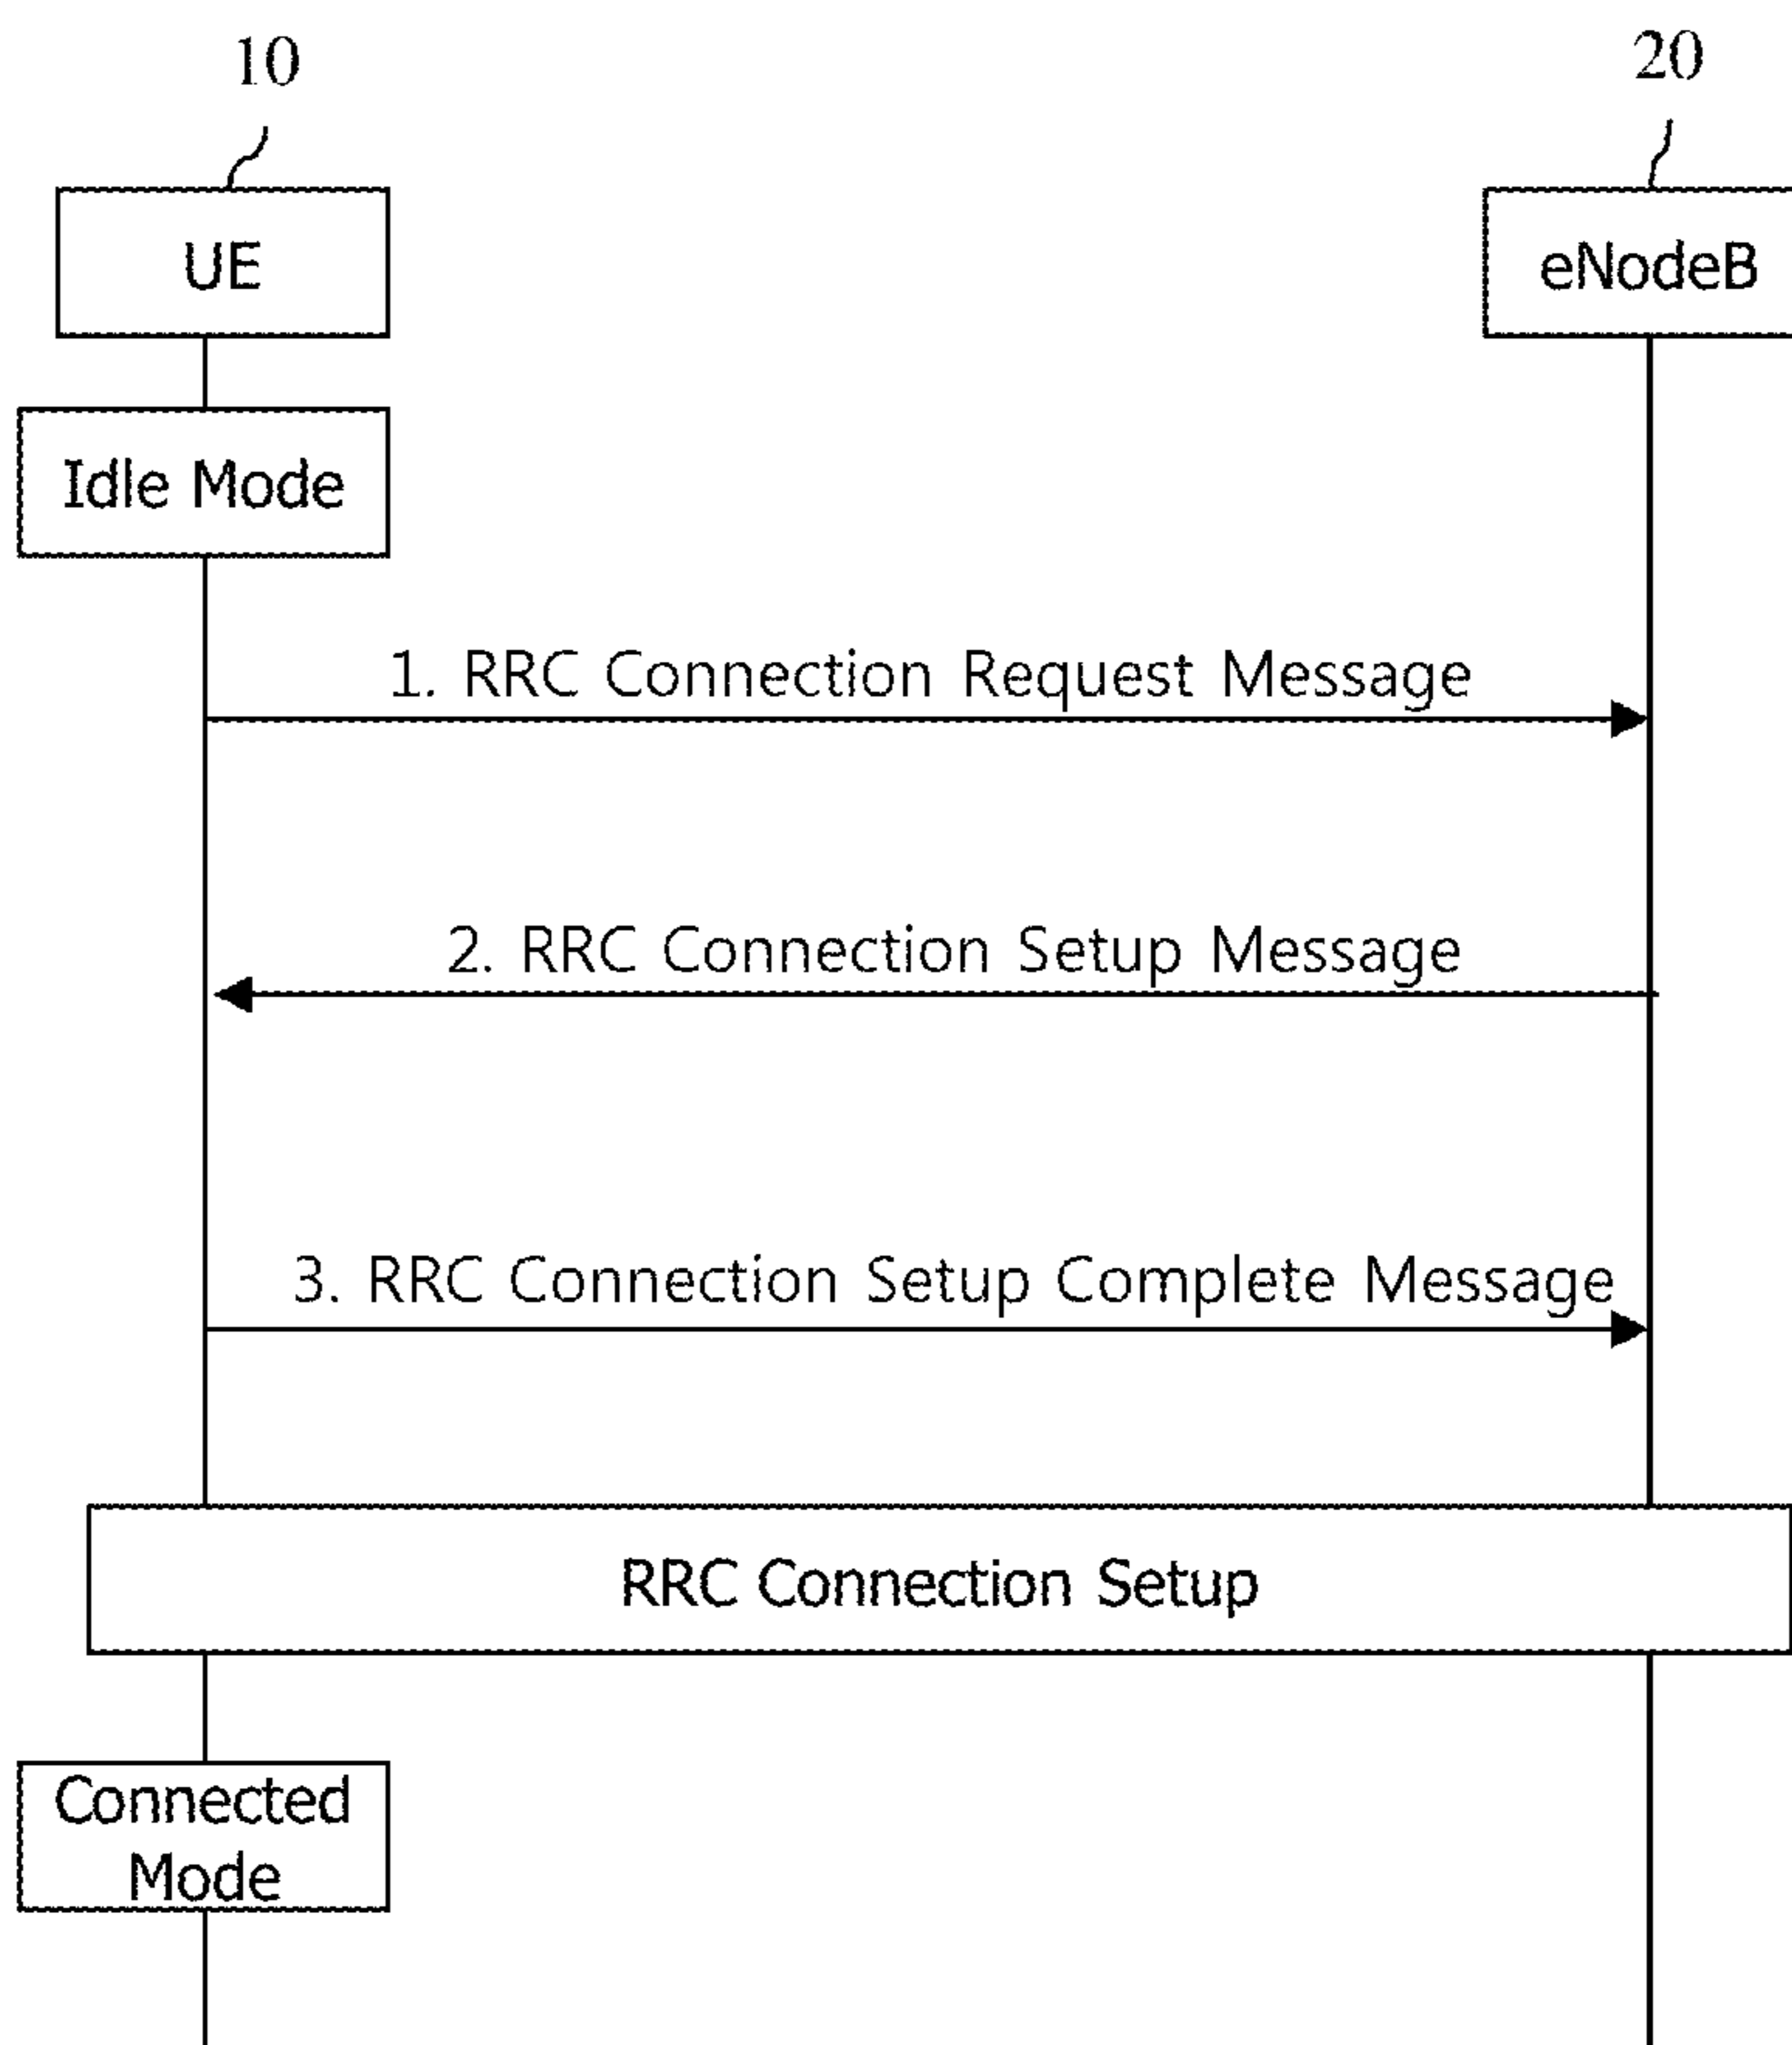 10
20
UE
eNodeB
Idle Mode
1. RRC Connection Request Message
2. RRC Connection Setup Message
3. RRC Connection Setup Complete Message
RRC Connection Setup
Connected
Mode